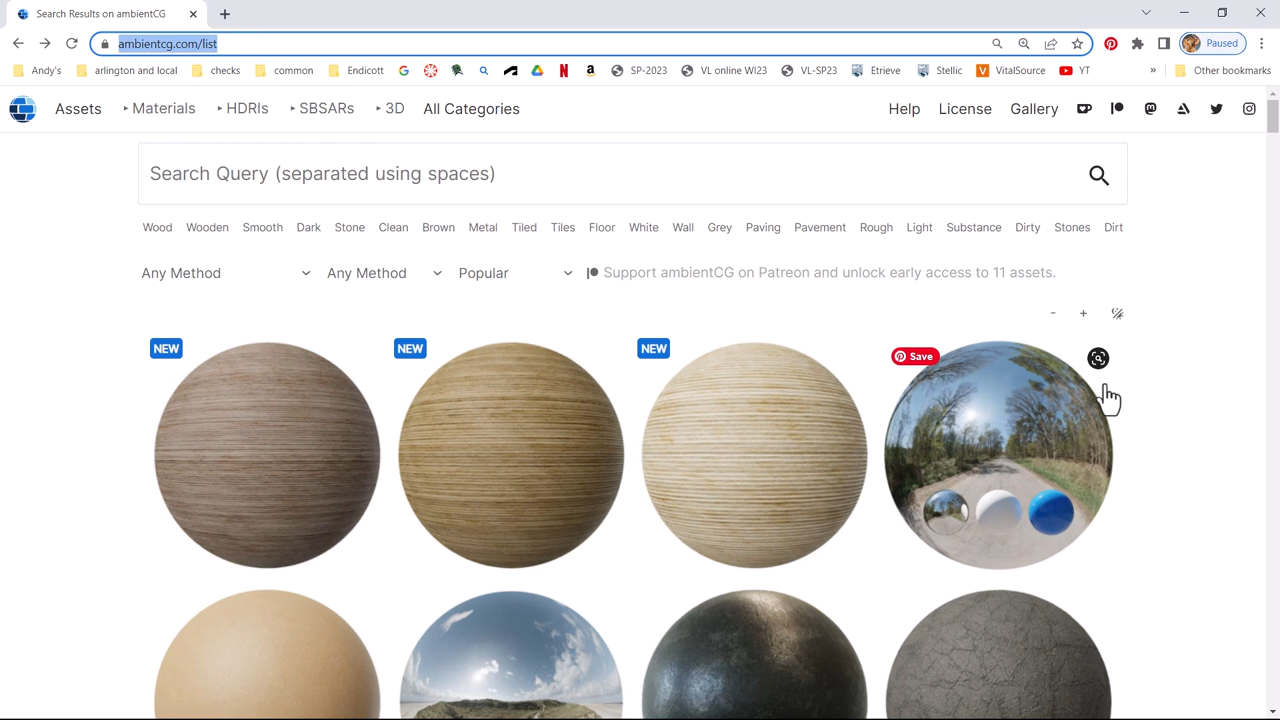 Search Results on ambientCG
ambientcg.com/list
Paused
Andy's arlington and local checks common Endicott SP-2023 VL online WI23 VL-SP23 Etrieve Stellic VitalSource YT » Other bookmarks
Assets Materials HDRIs SBSARs 3D All Categories Help License Gallery
Search Query (separated using spaces)
Wood Wooden Smooth Dark Stone Clean Brown Metal Tiled Tiles Floor White Wall Grey Paving Pavement Rough Light Substance Dirty Stones Dirt
Any Method Any Method Popular Support ambientCG on Patreon and unlock early access to 11 assets.
- +
NEW NEW NEW Save